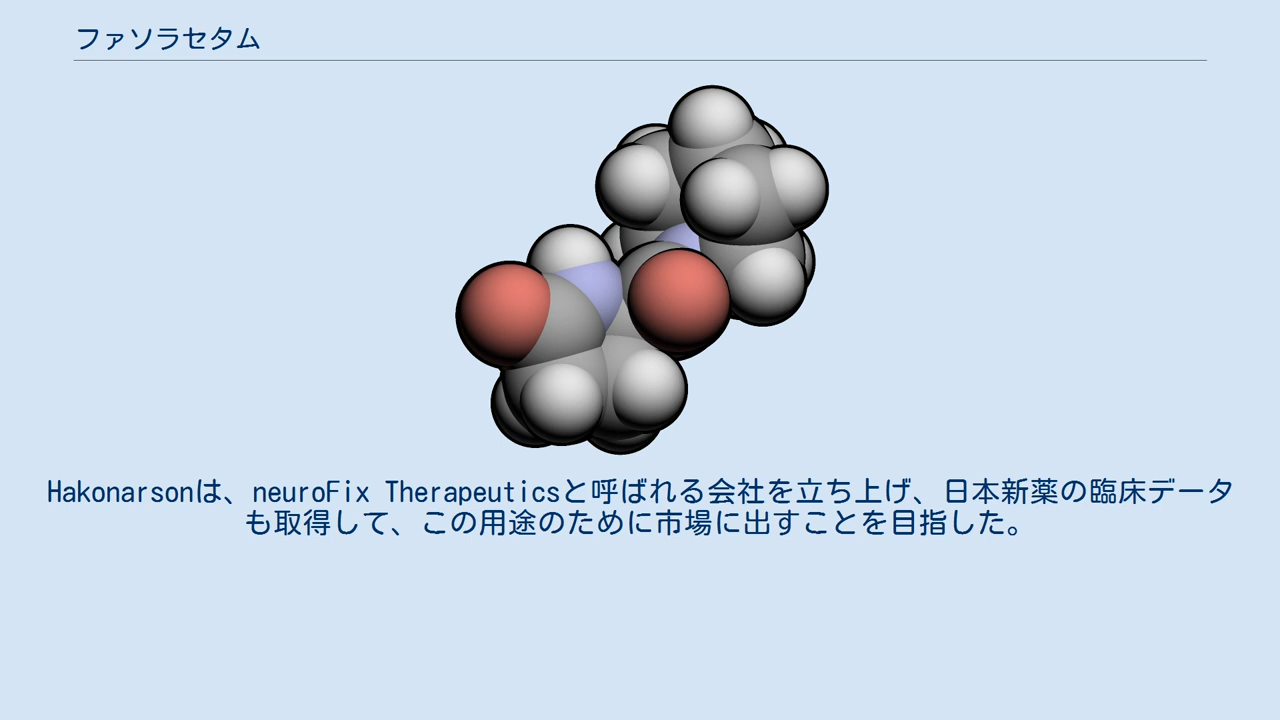 ファソラセタム
Hakonarsonは、neuroFix Therapeuticsと呼ばれる会社を立ち上げ、日本新薬の臨床データ
も取得して、この用途のために市場に出すことを目指した。